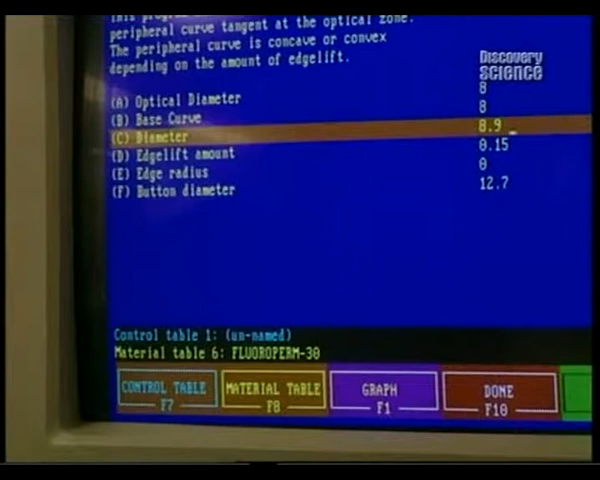 This program
peripheral curve tangent at the optical zone.
The peripheral curve is concave or convex
depending on the amount of edgelift.
Discovery
SCIENCE
(A) Optical Diameter 8
(B) Base Curve 8
(C) Diameter 8.9_
(D) Edgelift amount 0.15
(E) Edge radius 0
(F) Button diameter 12.7
Control table 1: (un-named)
Material table 6: FLUOROPERM-30
CONTROL TABLE MATERIAL TABLE GRAPH DONE
F7 F8 F1 F10